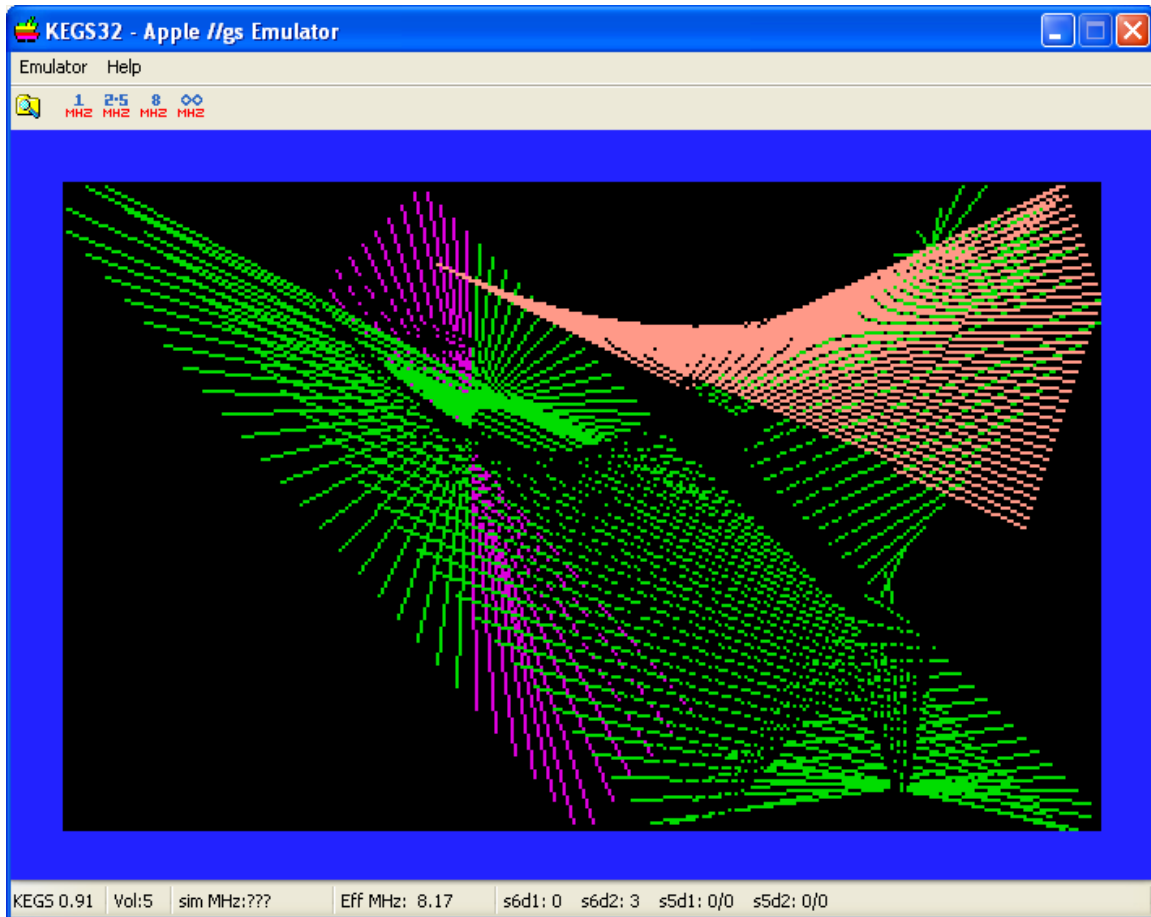 KEGS32 - Apple //gs Emulator
Emulator Help
1 MHZ 2.5 MHZ 8 MHZ ∞ MHZ
KEGS 0.91 Vol:5 sim MHz:??? Eff MHz: 8.17 s6d1: 0 s6d2: 3 s5d1: 0/0 s5d2: 0/0